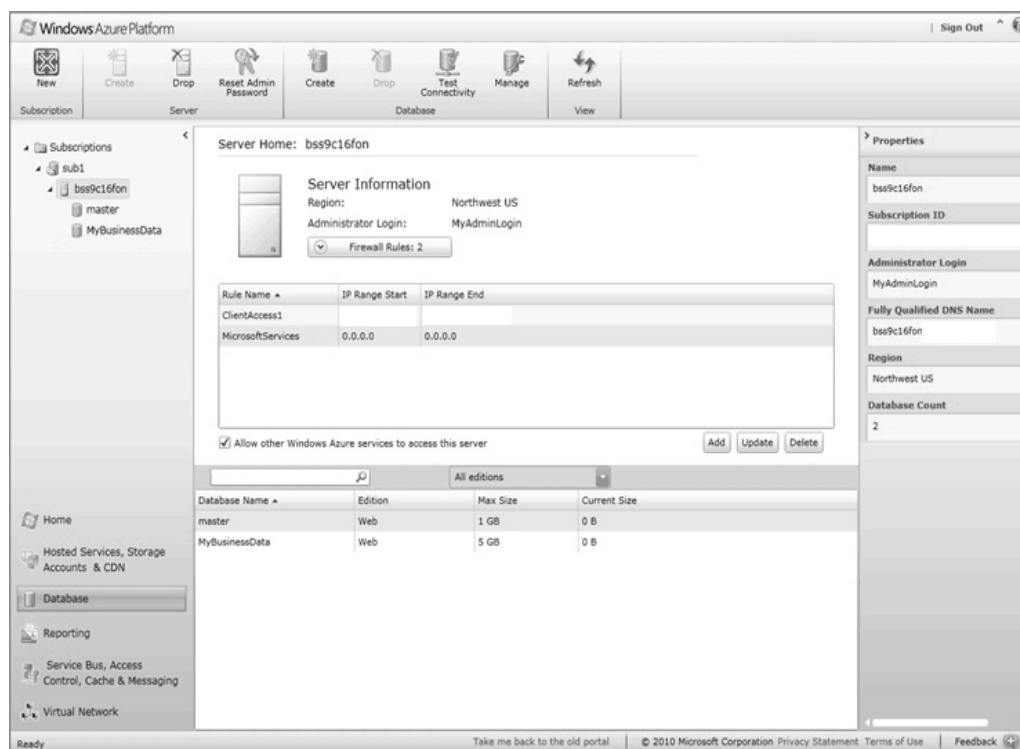 Windows Azure Platform
Sign Out
New
Create
Drop
Reset Admin
Password
Create
Drop
Test
Connectivity
Manage
Refresh
Subscription
Server
Database
View
Subscriptions
sub1
bss9c16fon
master
MyBusinessData
Home
Hosted Services, Storage
Accounts & CDN
Database
Reporting
Service Bus, Access
Control, Cache & Messaging
Virtual Network
Server Home: bss9c16fon
Server Information
Region: Northwest US
Administrator Login: MyAdminLogin
Firewall Rules: 2
Rule Name IP Range Start IP Range End
ClientAccess1
MicrosoftServices 0.0.0.0 0.0.0.0
Allow other Windows Azure services to access this server
Add Update Delete
All editions
Database Name Edition Max Size Current Size
master Web 1 GB 0 B
MyBusinessData Web 5 GB 0 B
Properties
Name
bss9c16fon
Subscription ID
Administrator Login
MyAdminLogin
Fully Qualified DNS Name
bss9c16fon
Region
Northwest US
Database Count
2
Ready
Take me back to the old portal
© 2010 Microsoft Corporation Privacy Statement Terms of Use
Feedback